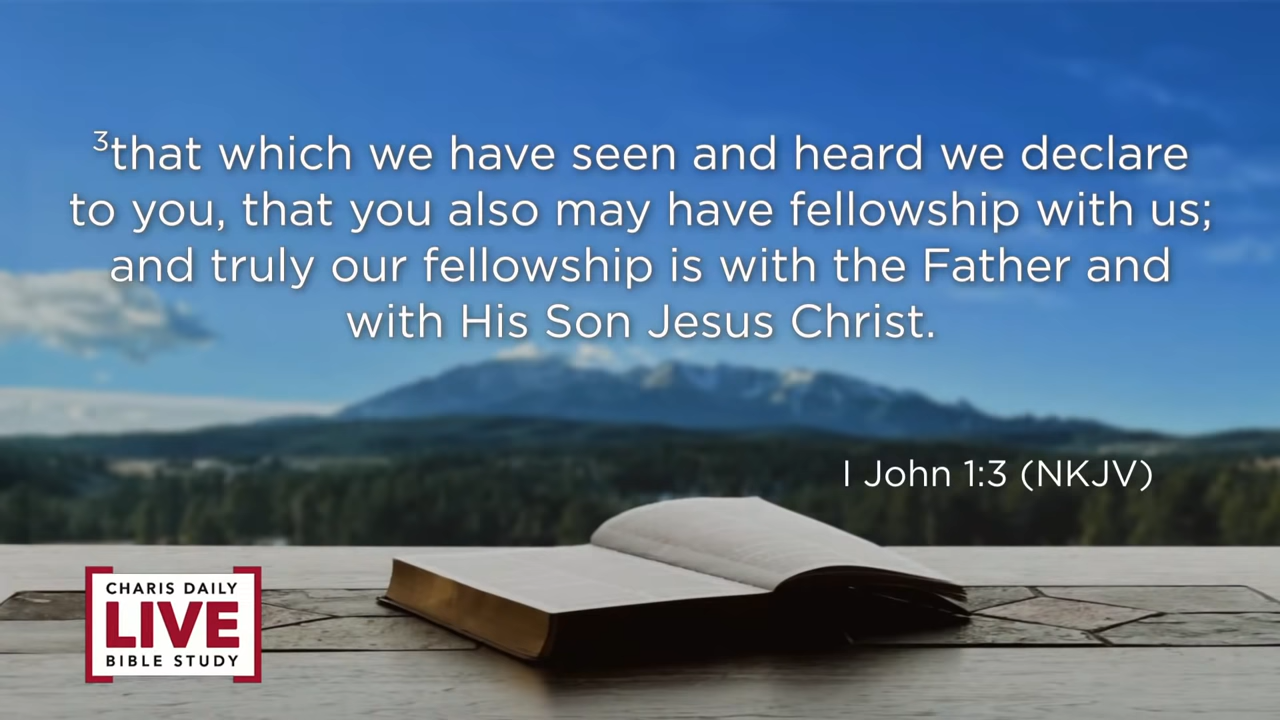 ³that which we have seen and heard we declare
to you, that you also may have fellowship with us;
and truly our fellowship is with the Father and
with His Son Jesus Christ.
I John 1:3 (NKJV)
CHARIS DAILY
LIVE
BIBLE STUDY